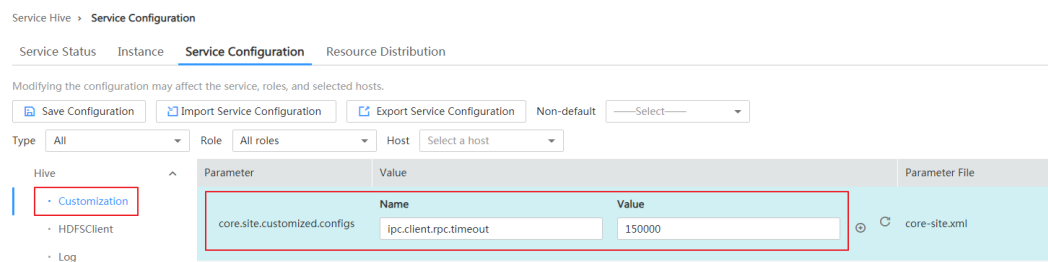 Service Hive › Service Configuration
Service Status Instance Service Configuration Resource Distribution
Modifying the configuration may affect the service, roles, and selected hosts.
Save Configuration Import Service Configuration Export Service Configuration Non-default ——Select——
Type All Role All roles Host Select a host
Hive Parameter Value Parameter File
Name Value
• Customization
core.site.customized.configs ipc.client.rpc.timeout 150000 core-site.xml
• HDFSClient
• Log